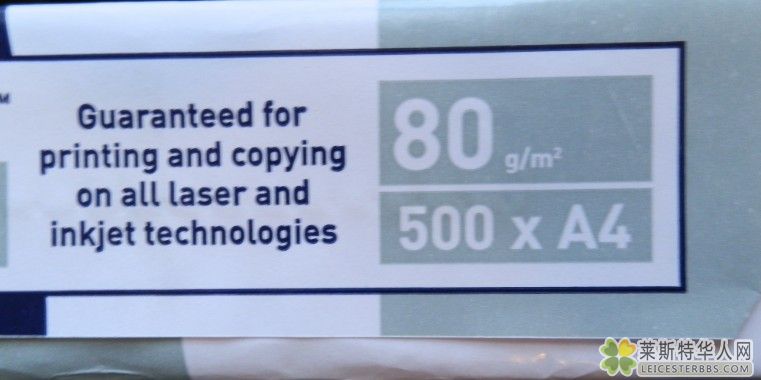 Guaranteed for
printing and copying
on all laser and
inkjet technologies
80 g/m²
500 x A4
莱斯特华人网
LEICESTERBBS.COM